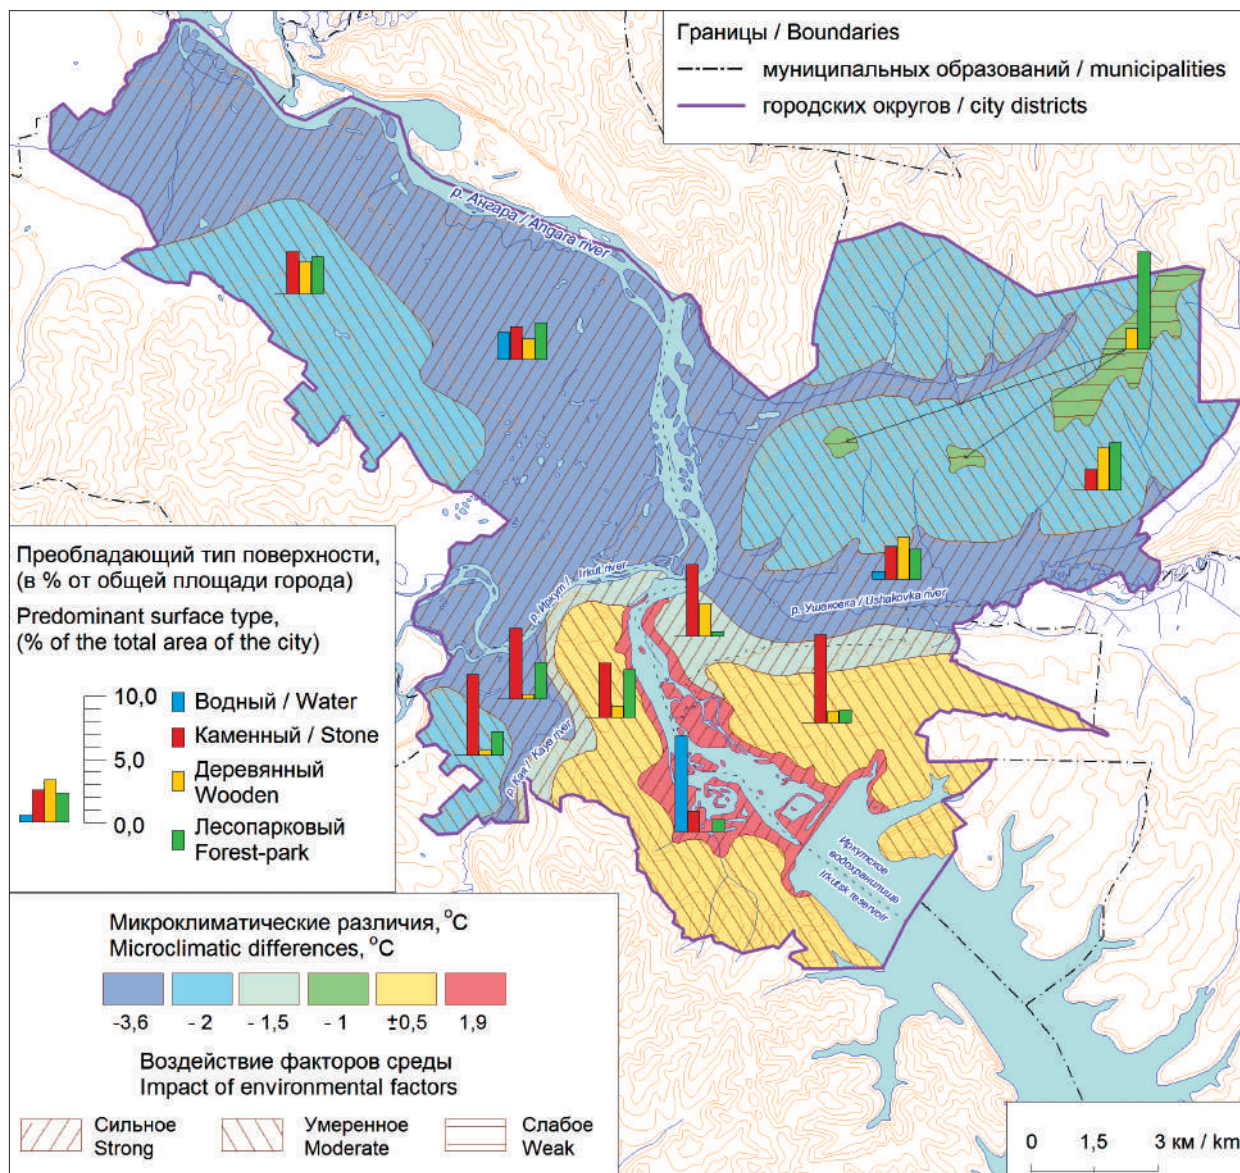 Границы / Boundaries
муниципальных образований / municipalities
городских округов / city districts
р. Ангара / Angara river
р. Иркут / Irkut river
р. Ушаковка / Ushakovka river
р. Кая / Kaya river
Иркутское
водохранилище
Irkutsk reservoir
Преобладающий тип поверхности,
(в % от общей площади города)
Predominant surface type,
(% of the total area of the city)
10,0
5,0
0,0
Водный / Water
Каменный / Stone
Деревянный
Wooden
Лесопарковый
Forest-park
Микроклиматические различия, °C
Microclimatic differences, °C
-3,6 - 2 - 1,5 - 1 ±0,5 1,9
Воздействие факторов среды
Impact of environmental factors
Сильное
Strong
Умеренное
Moderate
Слабое
Weak
0 1,5 3 км / km